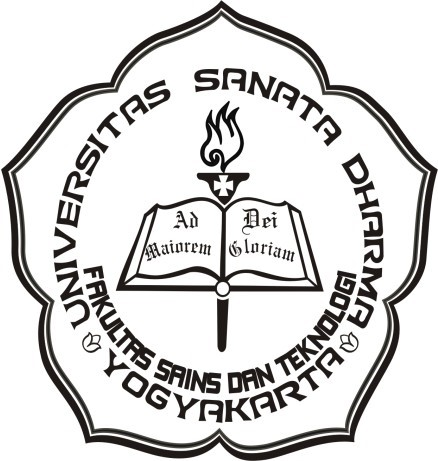 UNIVERSITAS SANATA DHARMA
Ad Dei
Maiorem Gloriam
FAKULTAS SAINS DAN TEKNOLOGI
YOGYAKARTA